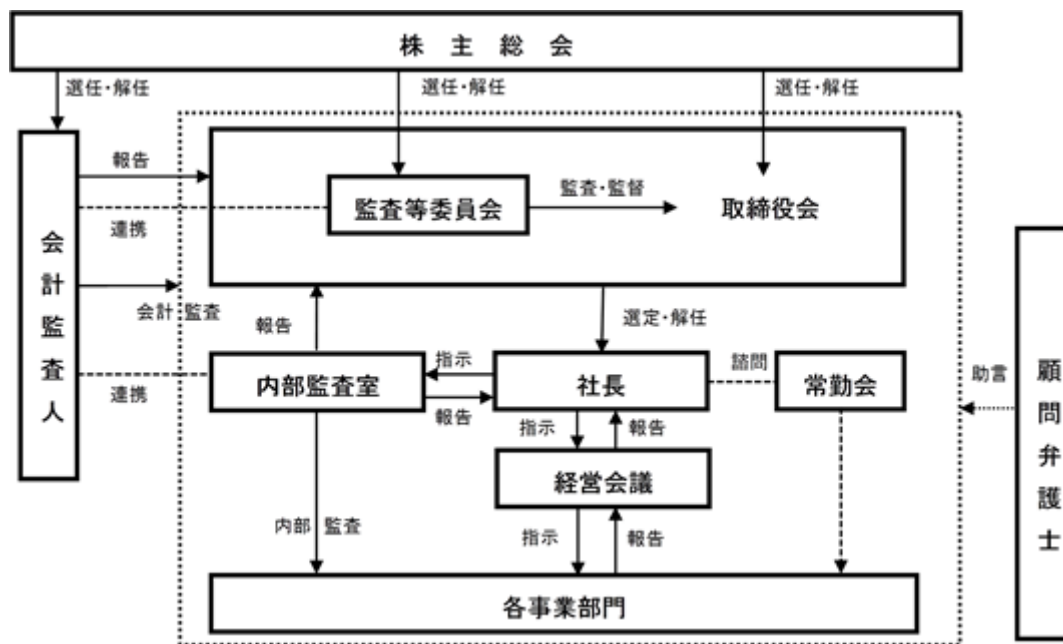 株主総会
選任・解任
選任・解任
選任・解任
報告
監査等委員会
監査・監督
取締役会
連携
会計監査人
会計 監査
報告
選定・解任
内部監査室
指示
報告
社長
諮問
常勤会
連携
助言
顧問弁護士
指示
報告
経営会議
内部 監査
指示
報告
各事業部門